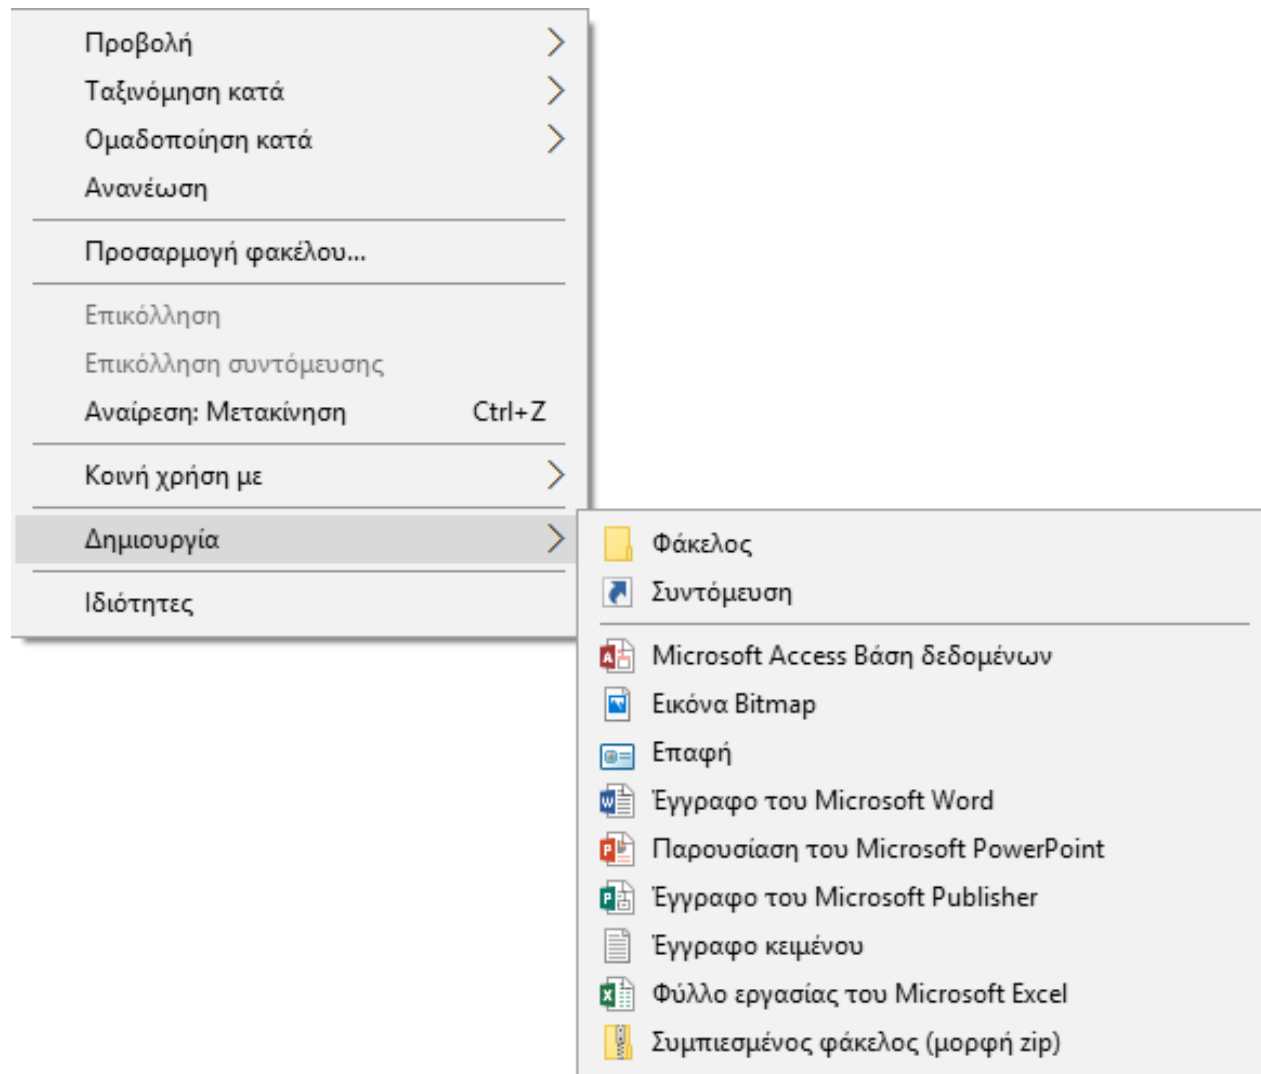 Προβολή
Ταξινόμηση κατά
Ομαδοποίηση κατά
Ανανέωση
Προσαρμογή φακέλου...
Επικόλληση
Επικόλληση συντόμευσης
Αναίρεση: Μετακίνηση Ctrl+Z
Κοινή χρήση με
Δημιουργία
Ιδιότητες
Φάκελος
Συντόμευση
Microsoft Access Βάση δεδομένων
Εικόνα Bitmap
Επαφή
Έγγραφο του Microsoft Word
Παρουσίαση του Microsoft PowerPoint
Έγγραφο του Microsoft Publisher
Έγγραφο κειμένου
Φύλλο εργασίας του Microsoft Excel
Συμπιεσμένος φάκελος (μορφή zip)